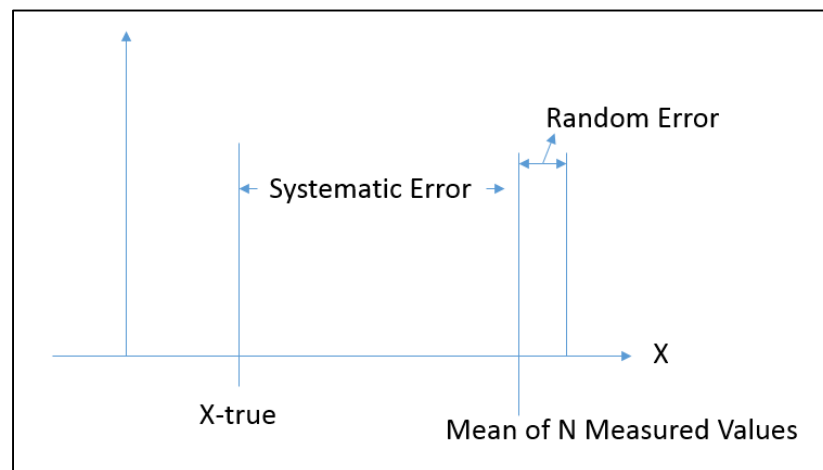 Random Error
Systematic Error
X
X-true
Mean of N Measured Values